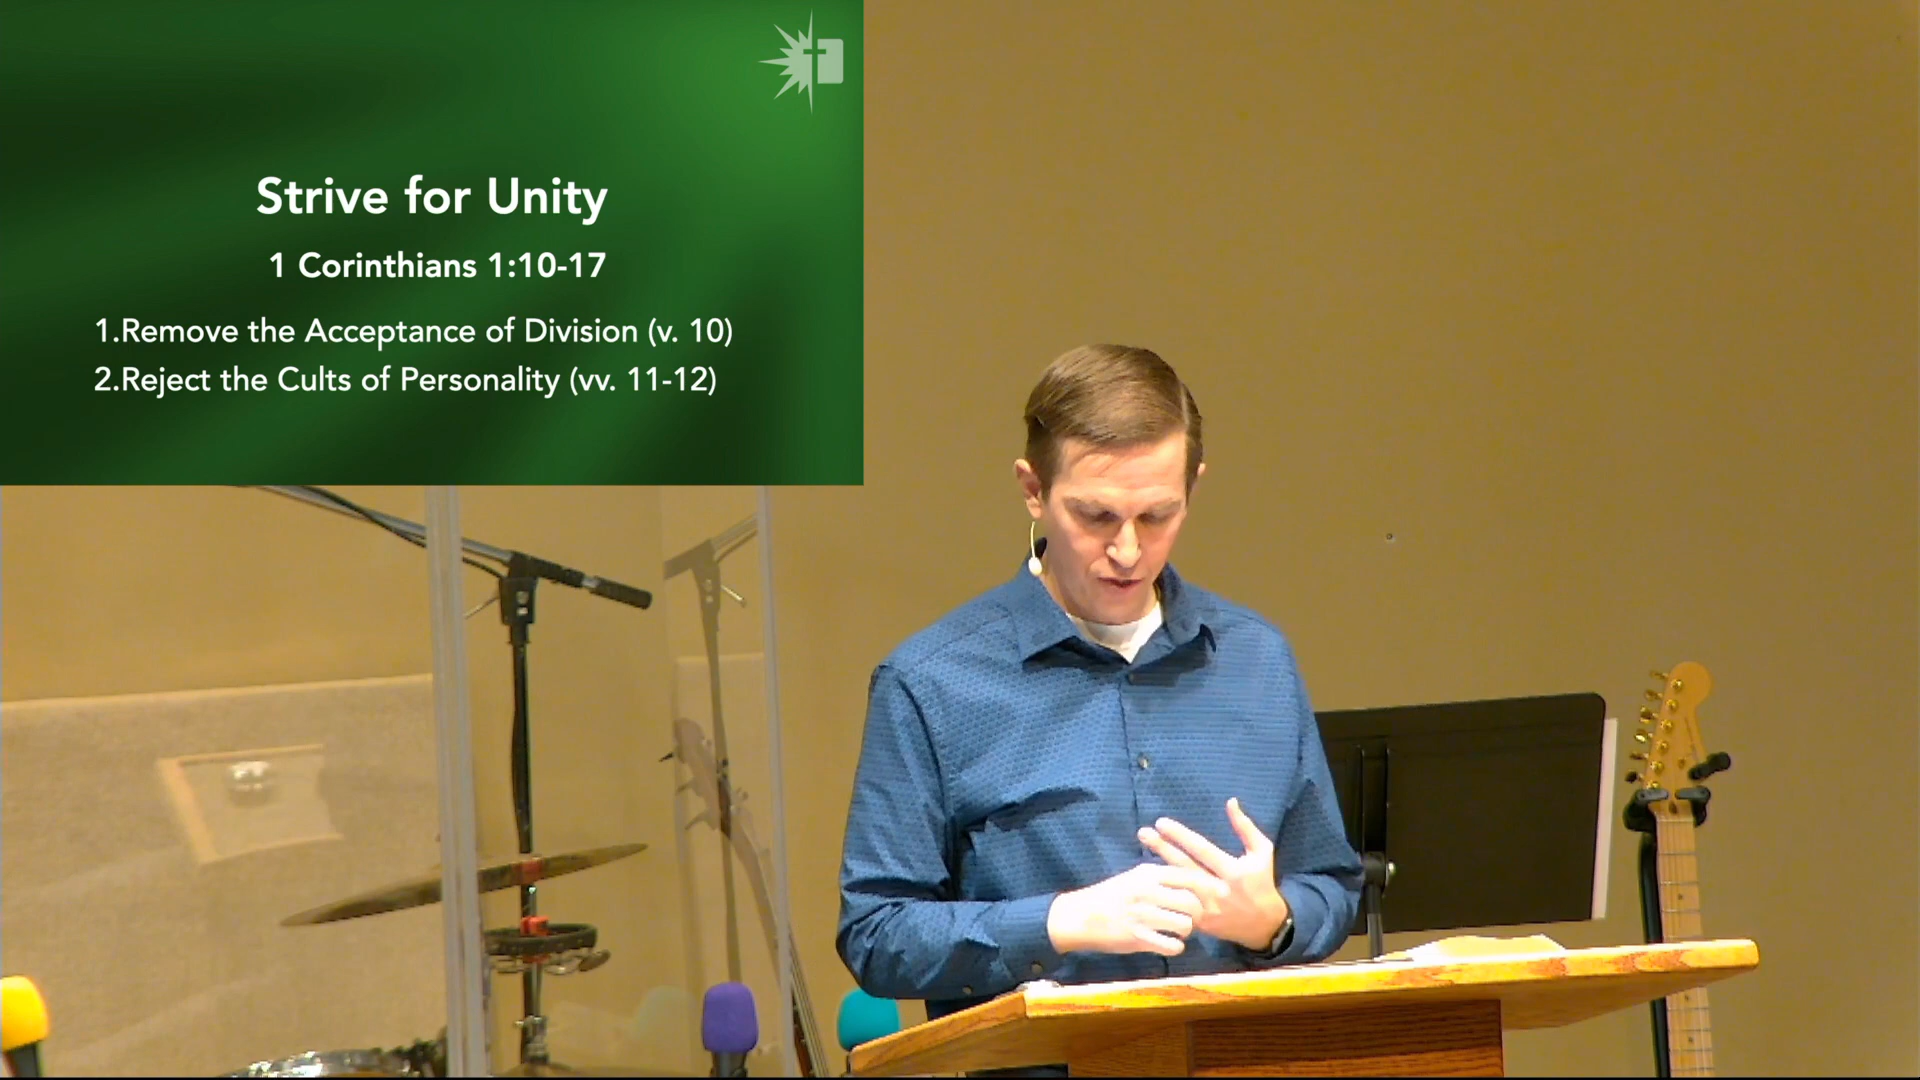 Strive for Unity
1 Corinthians 1:10-17
1.Remove the Acceptance of Division (v. 10)
2.Reject the Cults of Personality (vv. 11-12)